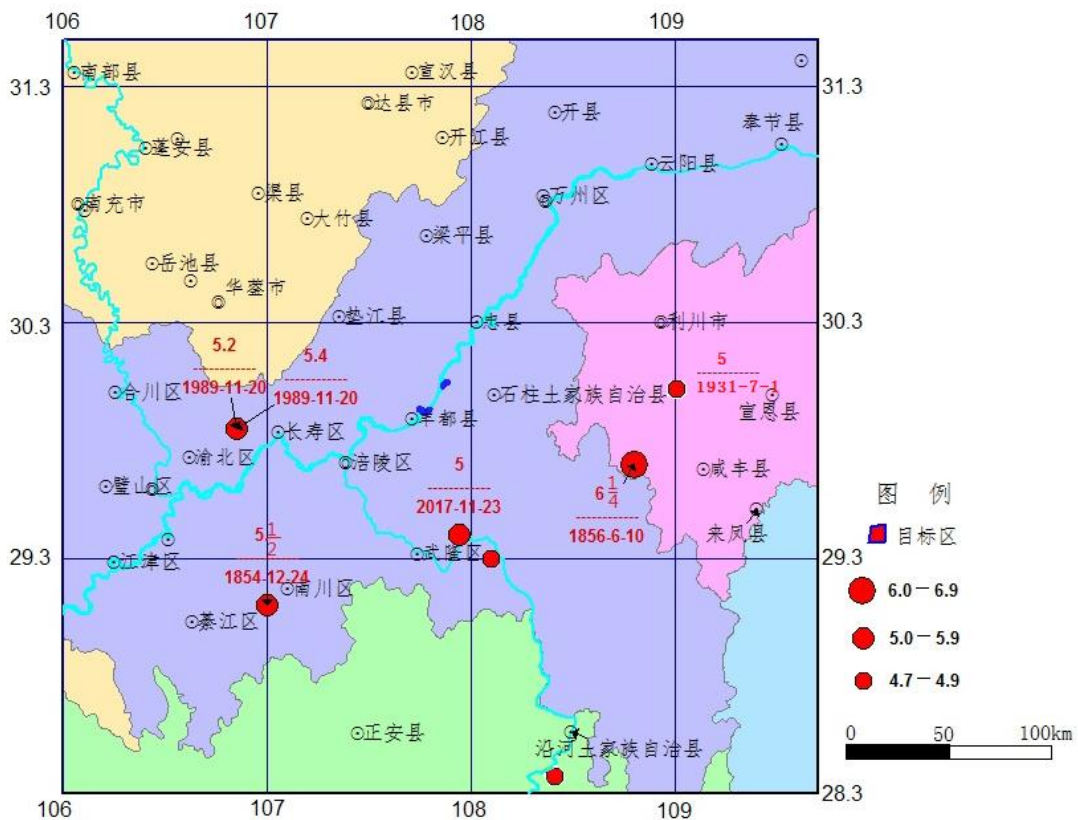 106
107
108
109
31.3
南部县
宣汉县
31.3
达县市
开县
蓬安县
开江县
奉节县
云阳县
南充市
渠县
万州区
大竹县
梁平县
岳池县
华蓥市
30.3
垫江县
忠县
利川市
30.3
5.2
5.4
5
1989-11-20
1989-11-20
1931-7-1
合川区
石柱土家族自治县
宣恩县
丰都县
长寿区
渝北区
涪陵区
5
咸丰县
璧山区
6 1/4
图 例
2017-11-23
1856-6-10
来凤县
目标区
5 1/2
29.3
江津区
武隆区
29.3
1854-12-24
南川区
6.0－6.9
綦江区
5.0－5.9
4.7－4.9
正安县
沿河土家族自治县
0
50
100km
28.3
106
107
108
109